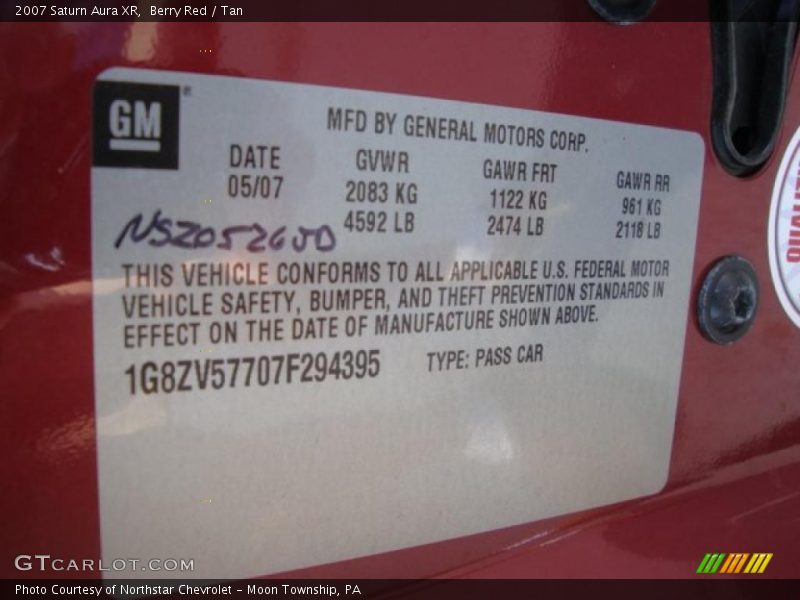 2007 Saturn Aura XR, Berry Red / Tan
GM ®
MFD BY GENERAL MOTORS CORP.
DATE GVWR GAWR FRT GAWR RR
05/07 2083 KG 1122 KG 961 KG
4592 LB 2474 LB 2118 LB
THIS VEHICLE CONFORMS TO ALL APPLICABLE U.S. FEDERAL MOTOR
VEHICLE SAFETY, BUMPER, AND THEFT PREVENTION STANDARDS IN
EFFECT ON THE DATE OF MANUFACTURE SHOWN ABOVE.
1G8ZV57707F294395 TYPE: PASS CAR
GTCARLOT.COM
Photo Courtesy of Northstar Chevrolet - Moon Township, PA